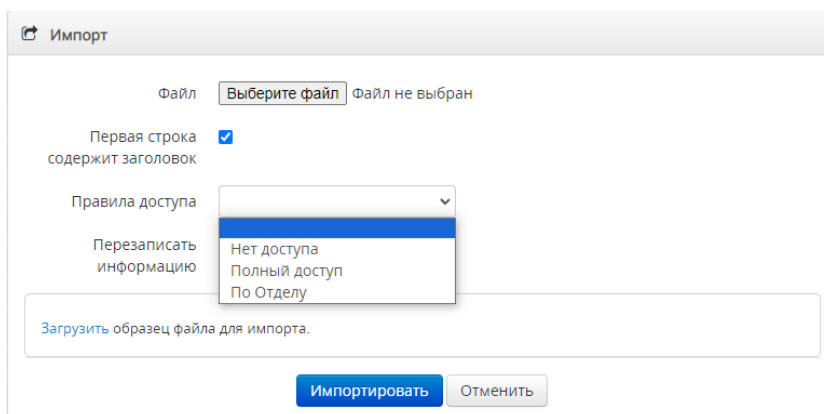 Импорт
Файл Выберите файл Файл не выбран
Первая строка
содержит заголовок
Правила доступа
Перезаписать
информацию
Нет доступа
Полный доступ
По Отделу
Загрузить образец файла для импорта.
Импортировать Отменить